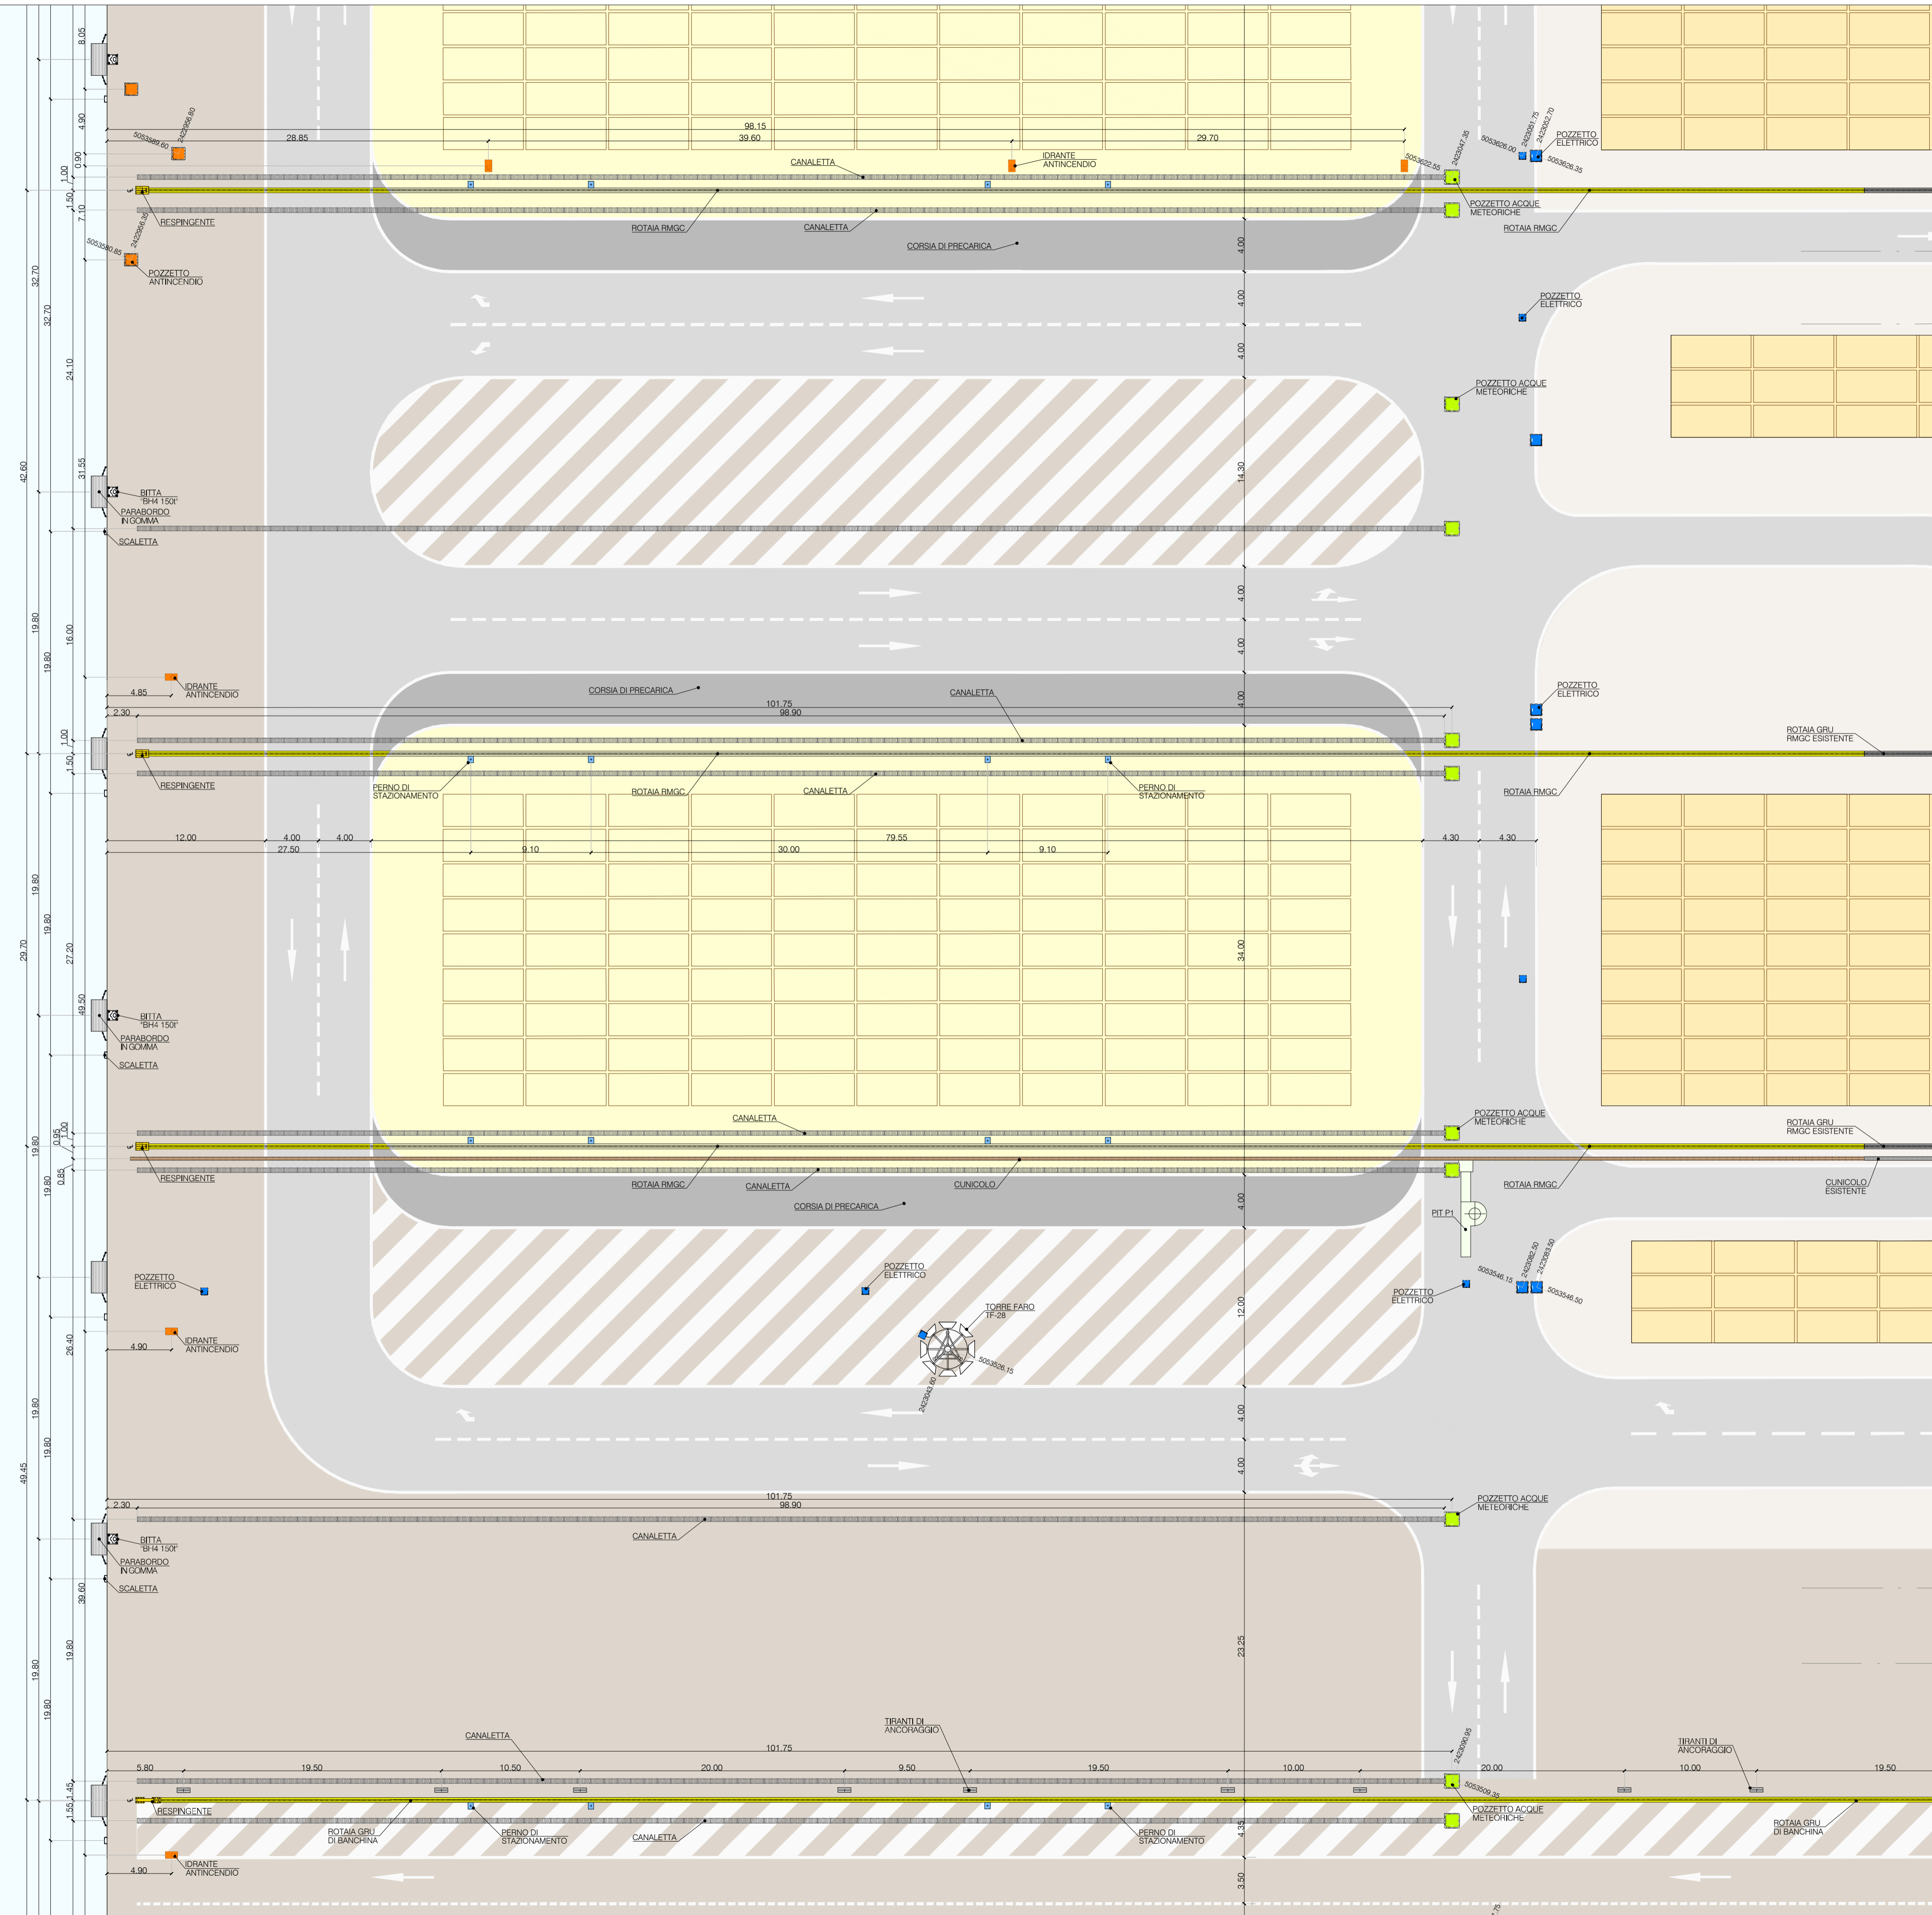 8.05
4.90
0.90
1.00
1.50
7.10
32.70
32.70
24.10
42.60
31.55
19.80
16.00
19.80
1.00
1.50
19.80
19.80
29.70
27.20
49.50
1.00
0.95
19.80
0.85
19.80
26.40
19.80
19.80
49.45
39.60
19.80
19.80
19.80
1.45
1.55
98.15
28.85
39.60
29.70
5053589.60
2422956.80
CANALETTA
IDRANTE
ANTINCENDIO
5053622.55
2423047.35
5053626.00
2423051.75
2423052.70
5053626.35
POZZETTO
ELETTRICO
RESPINGENTE
ROTAIA RMGC
CANALETTA
POZZETTO ACQUE
METEORICHE
ROTAIA RMGC
5053580.85
2422956.35
CORSIA DI PRECARICA
4.00
POZZETTO
ANTINCENDIO
4.00
POZZETTO
ELETTRICO
4.00
POZZETTO ACQUE
METEORICHE
14.30
BITTA
"BH4 150t"
PARABORDO
IN GOMMA
SCALETTA
4.00
4.00
IDRANTE
ANTINCENDIO
4.85
CORSIA DI PRECARICA
CANALETTA
4.00
POZZETTO
ELETTRICO
101.75
2.30
98.90
ROTAIA GRU
RMGC ESISTENTE
RESPINGENTE
PERNO DI
STAZIONAMENTO
ROTAIA RMGC
CANALETTA
PERNO DI
STAZIONAMENTO
ROTAIA RMGC
12.00
4.00
4.00
79.55
4.30
4.30
27.50
9.10
30.00
9.10
34.00
BITTA
"BH4 150t"
PARABORDO
IN GOMMA
SCALETTA
CANALETTA
POZZETTO ACQUE
METEORICHE
ROTAIA GRU
RMGC ESISTENTE
RESPINGENTE
ROTAIA RMGC
CANALETTA
CUNICOLO
ROTAIA RMGC
CUNICOLO
ESISTENTE
CORSIA DI PRECARICA
4.00
PIT P1
POZZETTO
ELETTRICO
POZZETTO
ELETTRICO
5053546.15
2423082.50
2423083.50
5053546.50
POZZETTO
ELETTRICO
TORRE FARO
TF-28
12.00
IDRANTE
ANTINCENDIO
4.90
5053526.15
2423043.60
4.00
4.00
101.75
2.30
98.90
POZZETTO ACQUE
METEORICHE
CANALETTA
BITTA
"BH4 150t"
PARABORDO
IN GOMMA
SCALETTA
23.25
CANALETTA
TIRANTI DI
ANCORAGGIO
101.75
2423090.95
TIRANTI DI
ANCORAGGIO
5.80
19.50
10.50
20.00
9.50
19.50
10.00
20.00
10.00
19.50
5053509.35
RESPINGENTE
POZZETTO ACQUE
METEORICHE
ROTAIA GRU
DI BANCHINA
PERNO DI
STAZIONAMENTO
CANALETTA
PERNO DI
STAZIONAMENTO
4.35
ROTAIA GRU
DI BANCHINA
IDRANTE
ANTINCENDIO
4.90
3.50